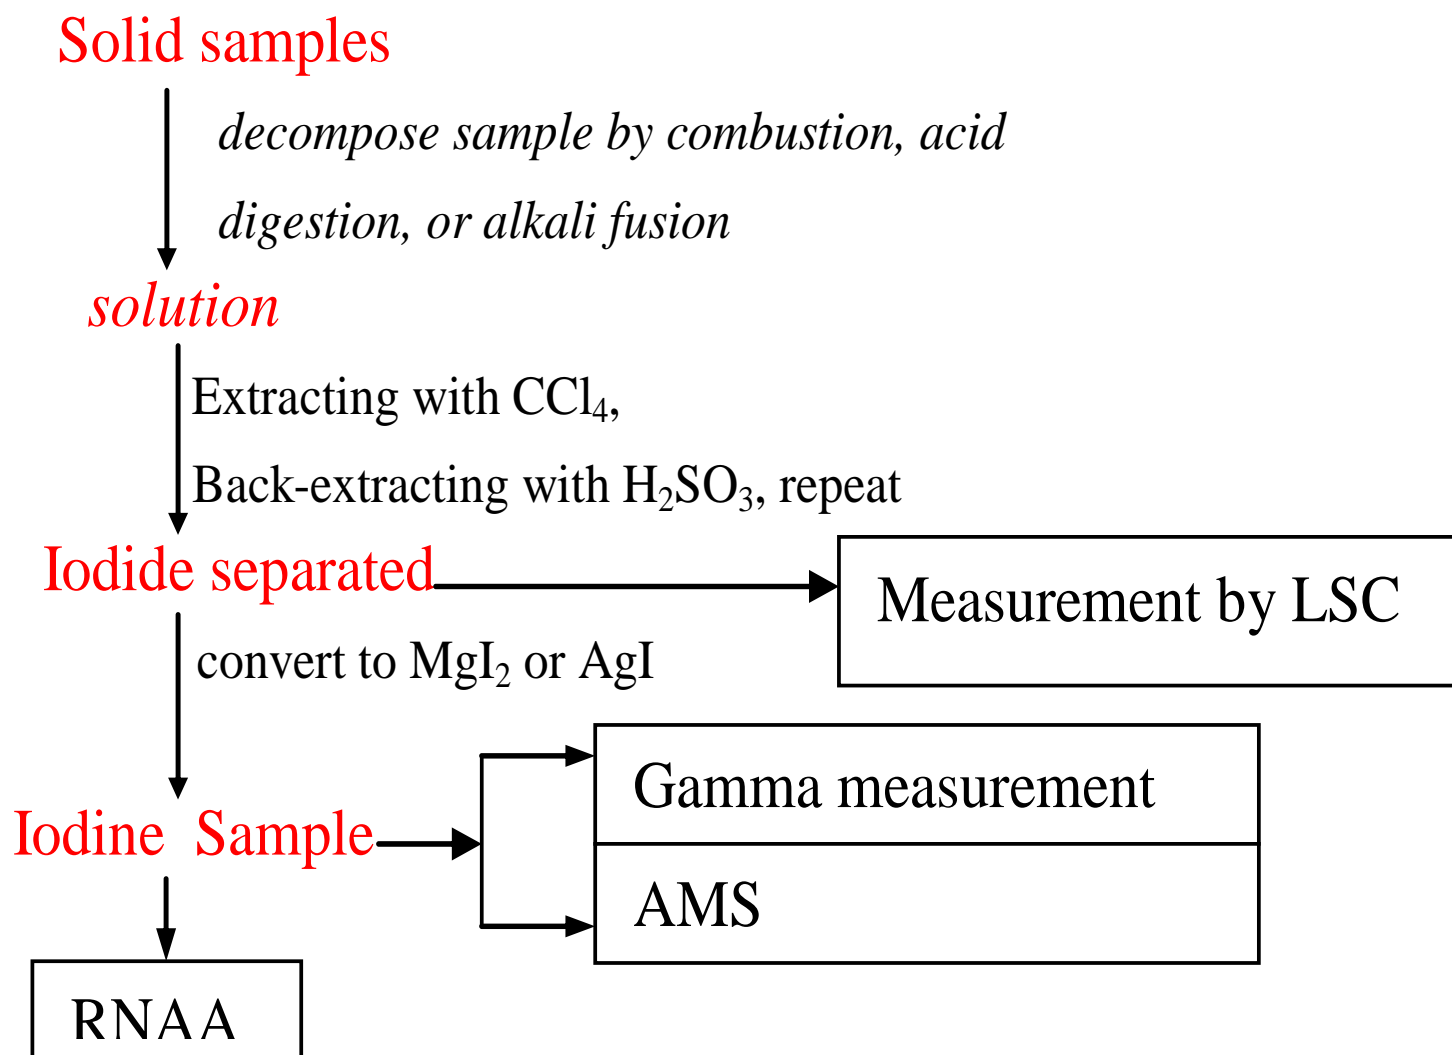 Solid samples
decompose sample by combustion, acid
digestion, or alkali fusion
solution
Extracting with CCl₄,
Back-extracting with H₂SO₃, repeat
Iodide separated
Measurement by LSC
convert to MgI₂ or AgI
Gamma measurement
Iodine Sample
AMS
RNAA